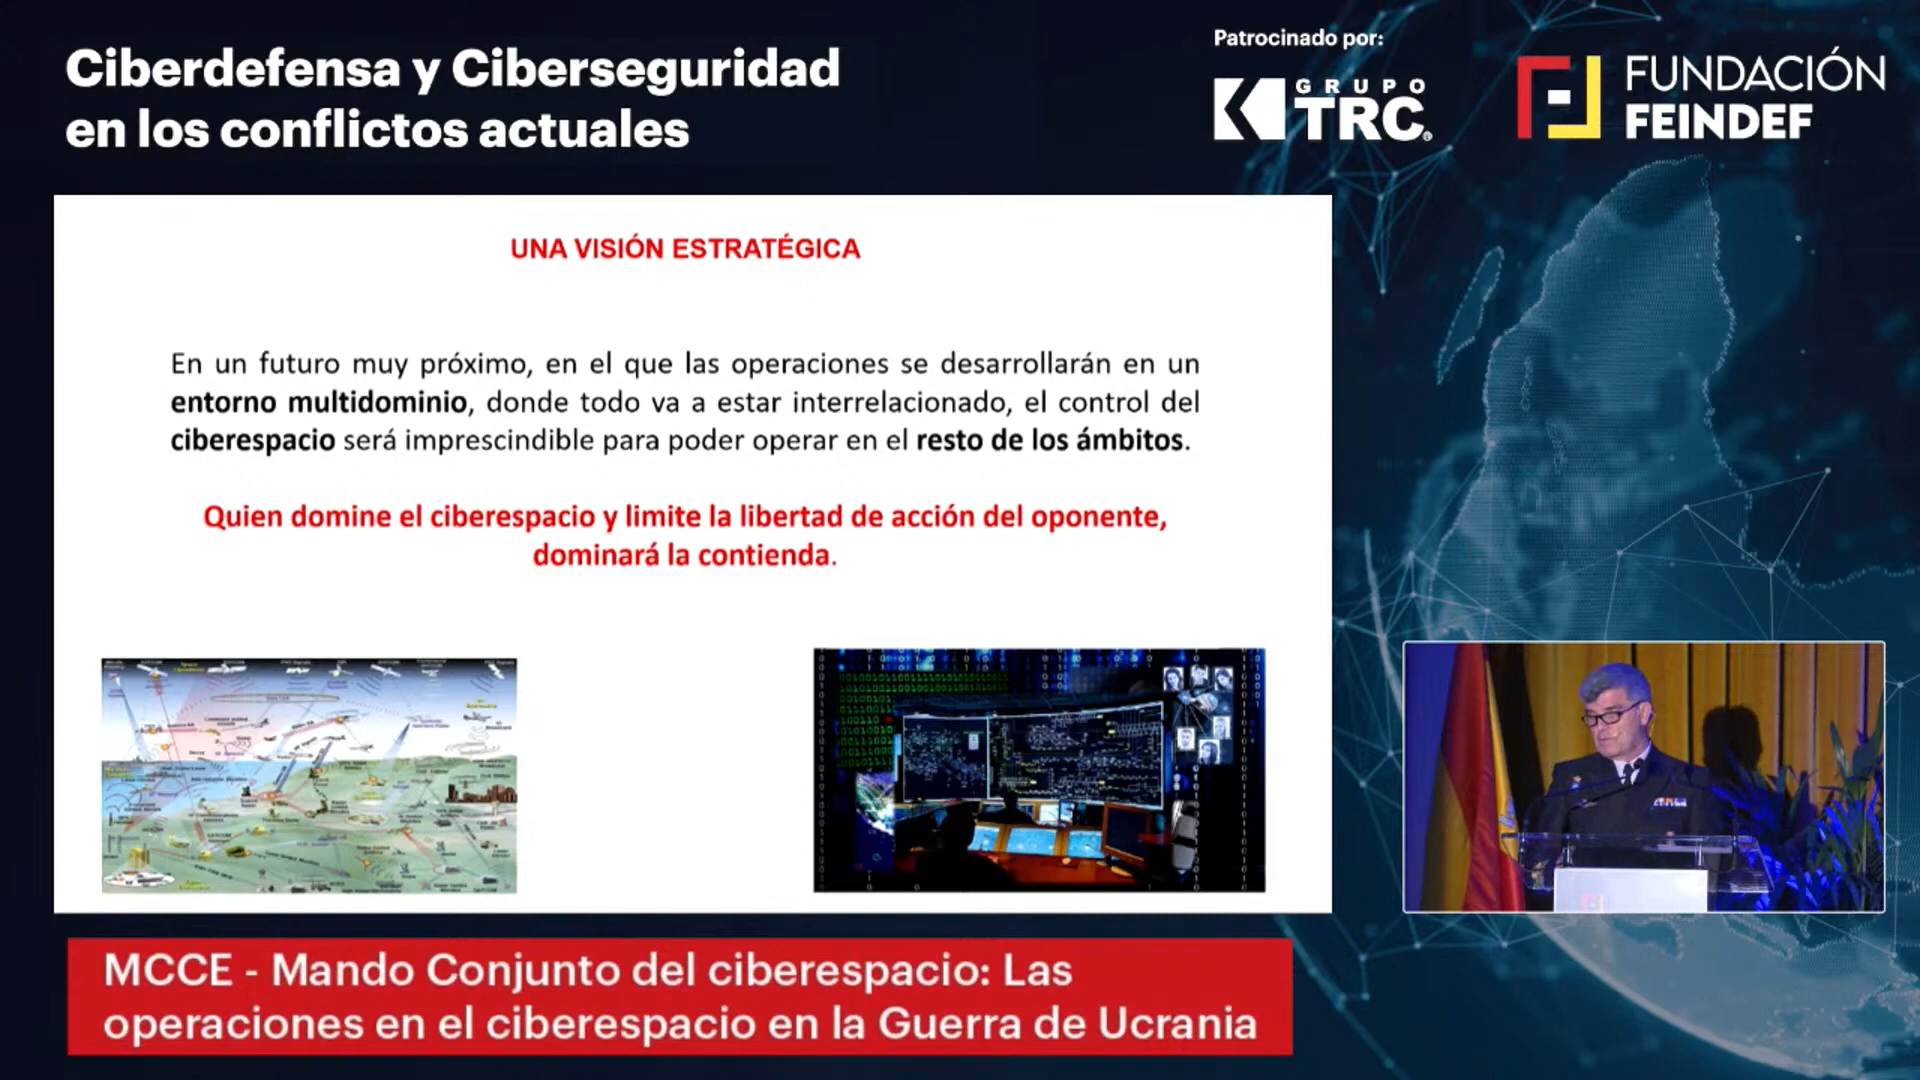 Ciberdefensa y Ciberseguridad
en los conflictos actuales
Patrocinado por:
GRUPO
TRC
FUNDACIÓN
FEINDEF
UNA VISIÓN ESTRATÉGICA
En un futuro muy próximo, en el que las operaciones se desarrollarán en un
entorno multidominio, donde todo va a estar interrelacionado, el control del
ciberespacio será imprescindible para poder operar en el resto de los ámbitos.
Quien domine el ciberespacio y limite la libertad de acción del oponente,
dominará la contienda.
MCCE - Mando Conjunto del ciberespacio: Las
operaciones en el ciberespacio en la Guerra de Ucrania